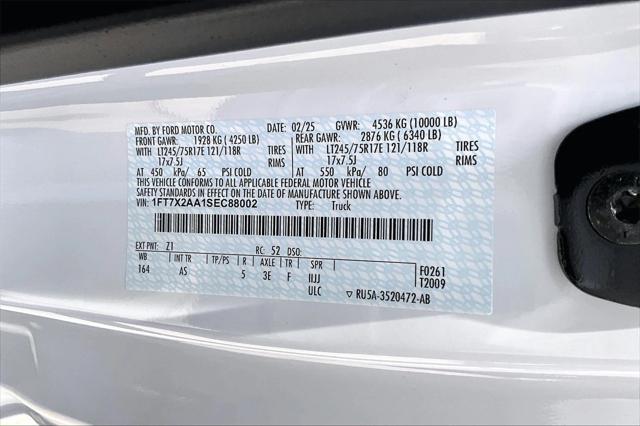 MFD. BY FORD MOTOR CO. DATE: 02/25 GVWR: 4536 KG (10000 LB)
FRONT GAWR: 1928 KG ( 4250 LB) REAR GAWR: 2876 KG ( 6340 LB)
WITH LT245/75R17E 121/118R TIRES WITH LT245/75R17E 121/118R TIRES
17x7.5J RIMS 17x7.5J RIMS
AT 450 kPa/ 65 PSI COLD AT 550 kPa/ 80 PSI COLD
THIS VEHICLE CONFORMS TO ALL APPLICABLE FEDERAL MOTOR VEHICLE
SAFETY STANDARDS IN EFFECT ON THE DATE OF MANUFACTURE SHOWN ABOVE.
VIN: 1FT7X2AA1SEC88002 TYPE: Truck
EXT PNT: Z1 RC: 52 DSO:
WB INT TR TP/PS R AXLE TR SPR F0261
164 AS 5 3E F IIJJ T2009
ULC ▽ RU5A-3520472-AB